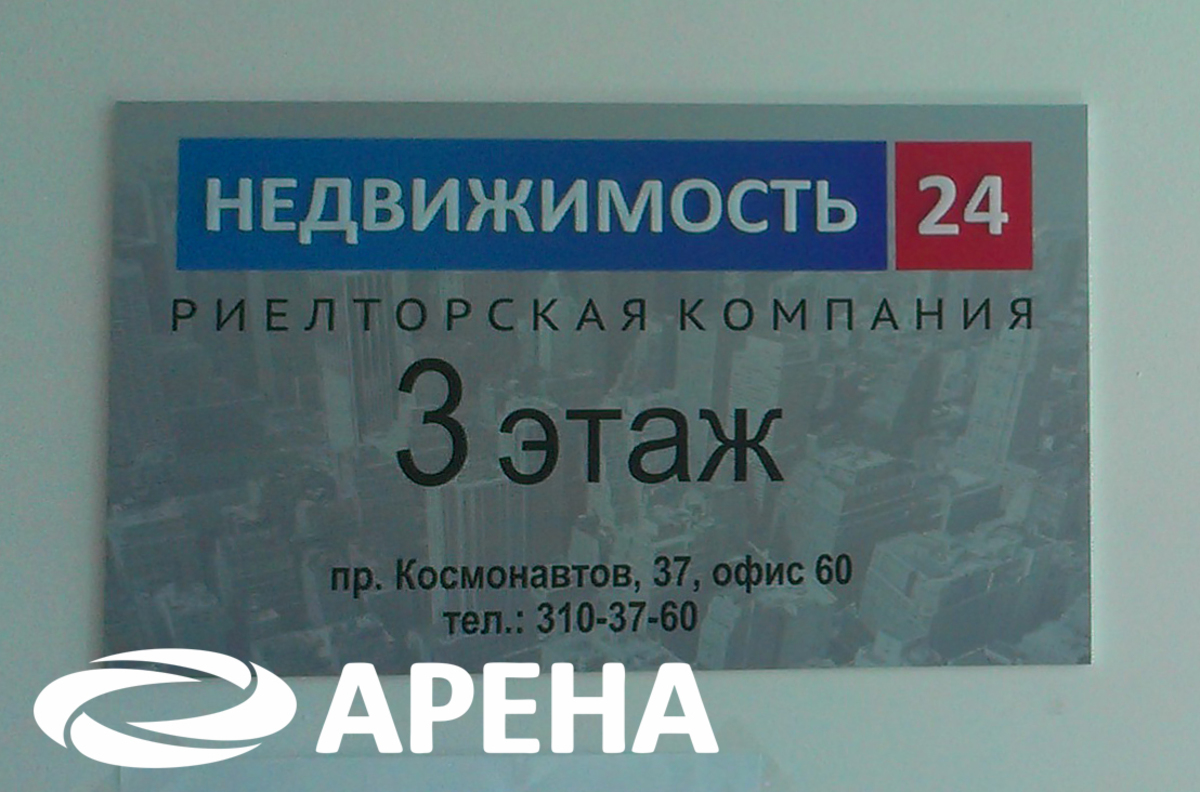 НЕДВИЖИМОСТЬ 24
РИЕЛТОРСКАЯ КОМПАНИЯ
3 этаж
пр. Космонавтов, 37, офис 60
тел.: 310-37-60
АРЕНА